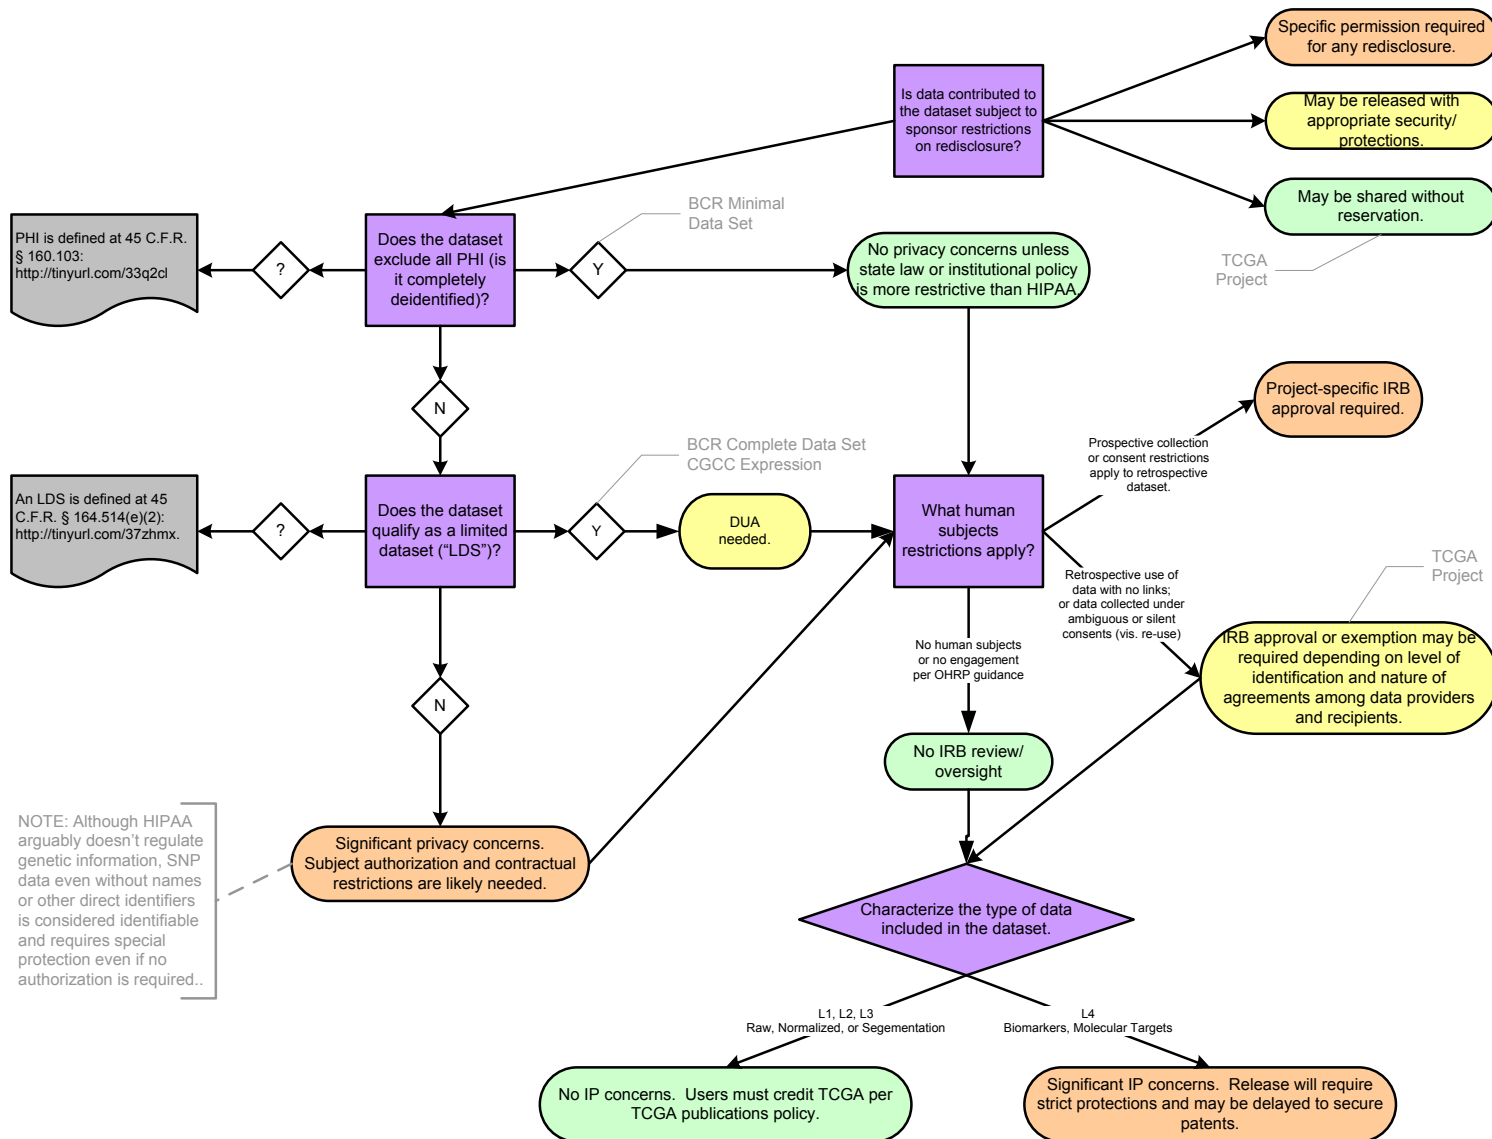 Specific permission required
for any redisclosure.
Is data contributed to
the dataset subject to
sponsor restrictions
on redisclosure?
May be released with
appropriate security/
protections.
May be shared without
reservation.
TCGA
Project
BCR Minimal
Data Set
PHI is defined at 45 C.F.R.
§ 160.103:
http://tinyurl.com/33q2cl
?
Does the dataset
exclude all PHI (is
it completely
deidentified)?
Y
No privacy concerns unless
state law or institutional policy
is more restrictive than HIPAA.
N
Project-specific IRB
approval required.
Prospective collection
or consent restrictions
apply to retrospective
dataset.
BCR Complete Data Set
CGCC Expression
An LDS is defined at 45
C.F.R. § 164.514(e)(2):
http://tinyurl.com/37zhmx.
?
Does the dataset
qualify as a limited
dataset (“LDS”)?
Y
DUA
needed.
What human
subjects
restrictions apply?
TCGA
Project
Retrospective use of
data with no links;
or data collected under
ambiguous or silent
consents (vis. re-use)
No human subjects
or no engagement
per OHRP guidance
IRB approval or exemption may be
required depending on level of
identification and nature of
agreements among data providers
and recipients.
N
No IRB review/
oversight
NOTE: Although HIPAA
arguably doesn’t regulate
genetic information, SNP
data even without names
or other direct identifiers
is considered identifiable
and requires special
protection even if no
authorization is required..
Significant privacy concerns.
Subject authorization and contractual
restrictions are likely needed.
Characterize the type of data
included in the dataset.
L1, L2, L3
Raw, Normalized, or Segementation
L4
Biomarkers, Molecular Targets
No IP concerns.  Users must credit TCGA per
TCGA publications policy.
Significant IP concerns.  Release will require
strict protections and may be delayed to secure
patents.